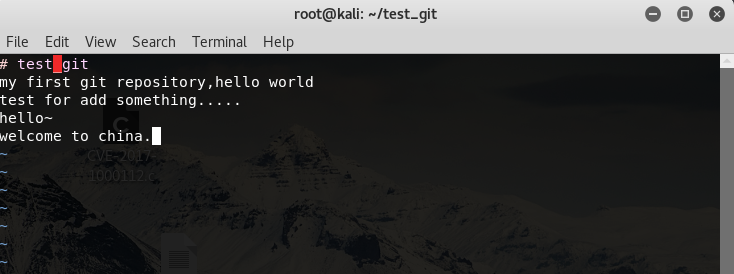 root@kali: ~/test_git
File Edit View Search Terminal Help
# test_git
my first git repository,hello world
test for add something.....
hello~
welcome to china.
~
~
~
~
~
~
~
CVE-2017-
1000112.c